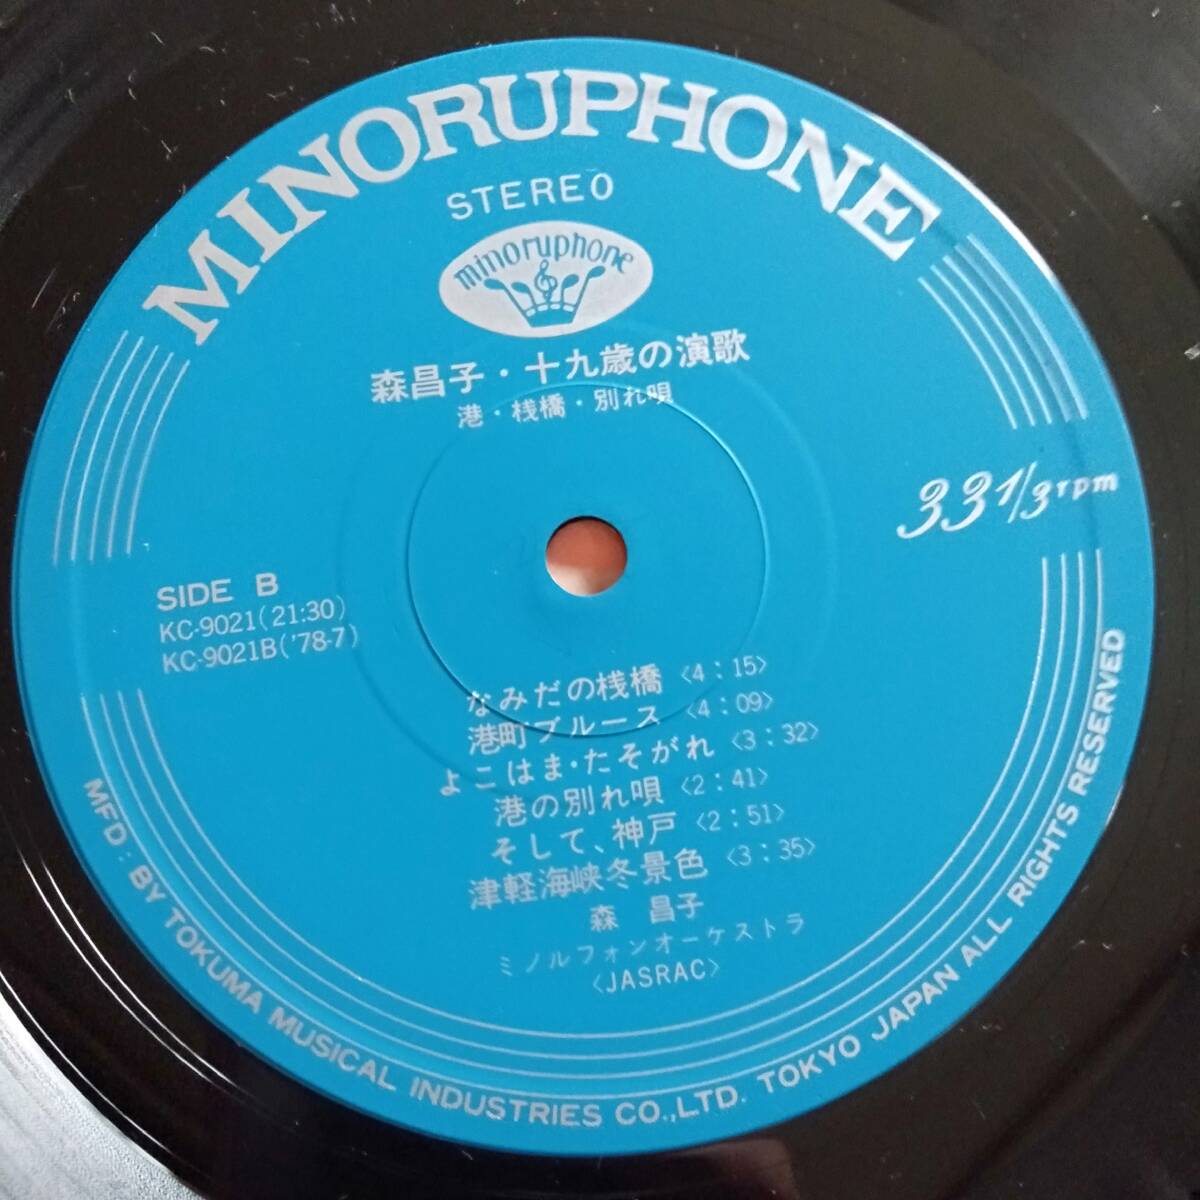 MINORUPHONE
STEREO
minoruphone
森昌子・十九歳の演歌
港・桟橋・別れ唄
33 1/3 rpm
SIDE B
KC-9021(21:30)
KC-9021B('78-7)
なみだの桟橋 〈4:15〉
港町ブルース 〈4:09〉
よこはま・たそがれ 〈3:32〉
港の別れ唄 〈2:41〉
そして、神戸 〈2:51〉
津軽海峡冬景色 〈3:35〉
森 昌子
ミノルフォンオーケストラ
〈JASRAC〉
MFD: BY TOKUMA MUSICAL INDUSTRIES CO.,LTD. TOKYO JAPAN ALL RIGHTS RESERVED